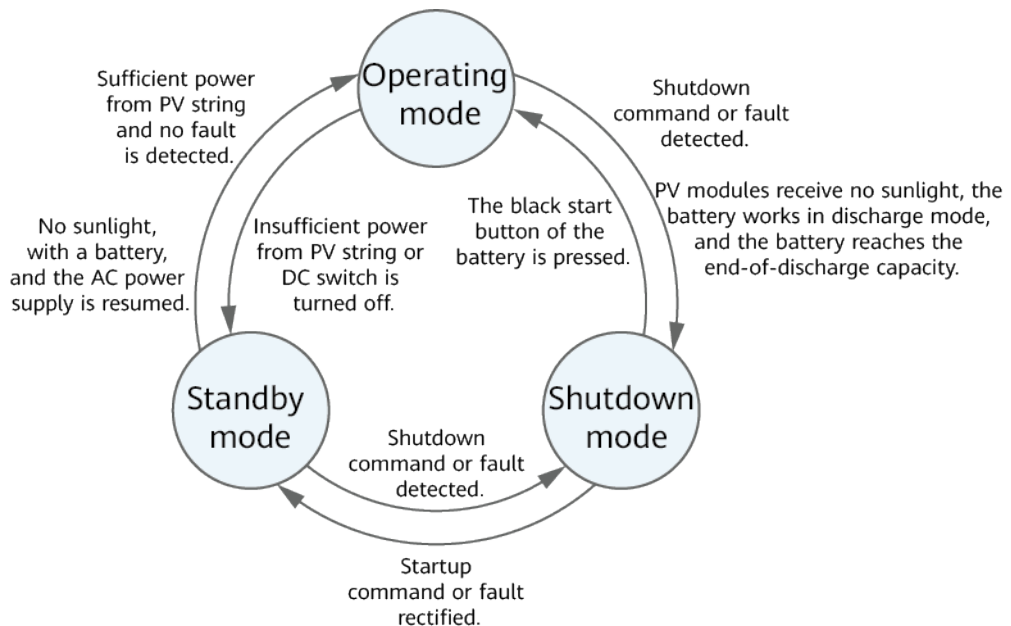 Operating
mode
Sufficient power
from PV string
and no fault
is detected.
Shutdown
command or fault
detected.
No sunlight,
with a battery,
and the AC power
supply is resumed.
Insufficient power
from PV string or
DC switch is
turned off.
The black start
button of the
battery is pressed.
PV modules receive no sunlight, the
battery works in discharge mode,
and the battery reaches the
end-of-discharge capacity.
Standby
mode
Shutdown
mode
Shutdown
command or fault
detected.
Startup
command or fault
rectified.